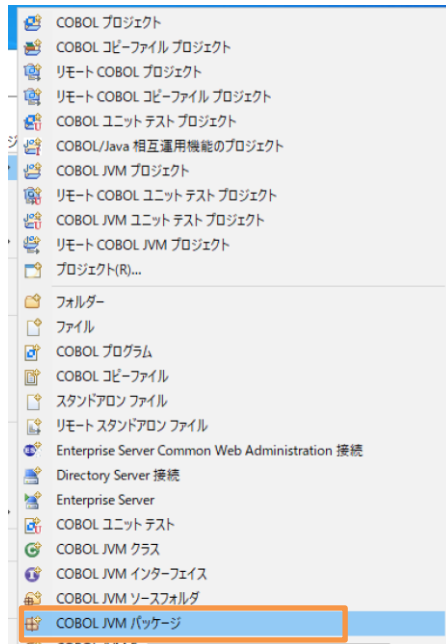 COBOL プロジェクト
COBOL コピーファイル プロジェクト
リモート COBOL プロジェクト
リモート COBOL コピーファイル プロジェクト
COBOL ユニット テスト プロジェクト
COBOL/Java 相互運用機能のプロジェクト
COBOL JVM プロジェクト
リモート COBOL ユニット テスト プロジェクト
COBOL JVM ユニット テスト プロジェクト
リモート COBOL JVM プロジェクト
プロジェクト(R)...
フォルダー
ファイル
COBOL プログラム
COBOL コピーファイル
スタンドアロン ファイル
リモート スタンドアロン ファイル
Enterprise Server Common Web Administration 接続
Directory Server 接続
Enterprise Server
COBOL ユニット テスト
COBOL JVM クラス
COBOL JVM インターフェイス
COBOL JVM ソースフォルダ
COBOL JVM パッケージ